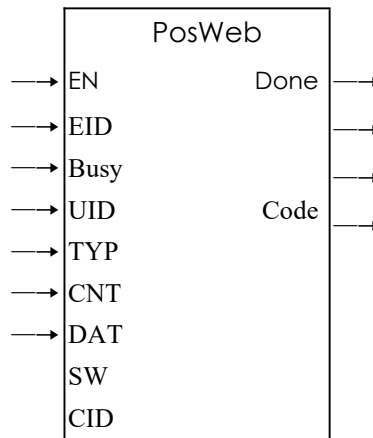 PosWeb
EN Done
EID
Busy
UID Code
TYP
CNT
DAT
SW
CID